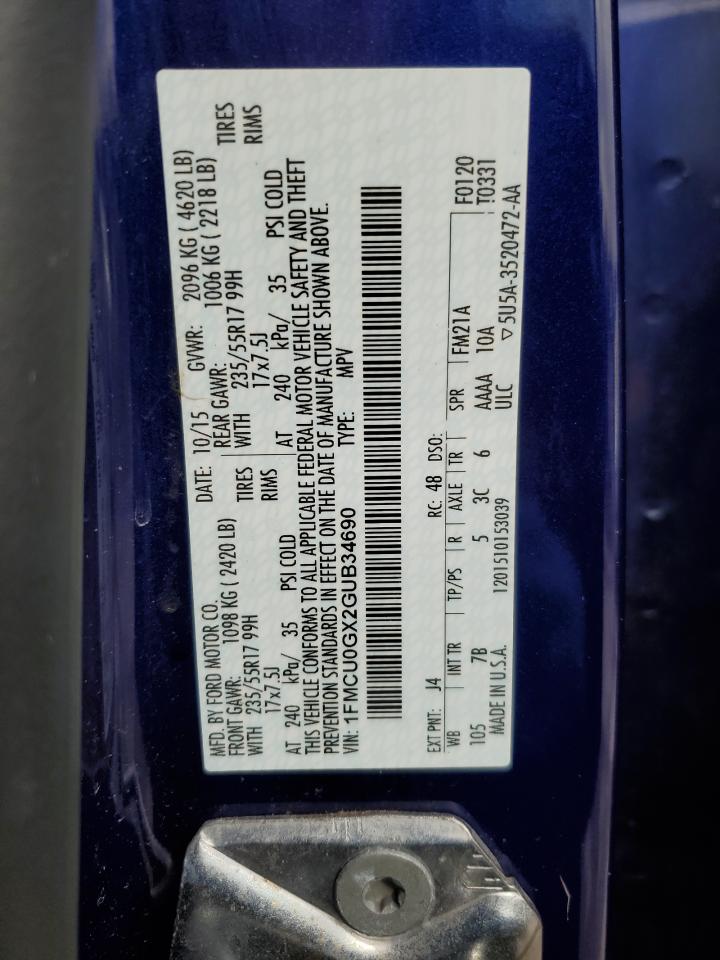 MFD. BY FORD MOTOR CO. DATE: 10/15 GVWR: 2096 KG ( 4620 LB)
FRONT GAWR: 1098 KG ( 2420 LB) REAR GAWR: 1006 KG ( 2218 LB)
WITH 235/55R17 99H TIRES WITH 235/55R17 99H TIRES
17x7.5J RIMS 17x7.5J RIMS
AT 240 kPa/ 35 PSI COLD AT 240 kPa/ 35 PSI COLD
THIS VEHICLE CONFORMS TO ALL APPLICABLE FEDERAL MOTOR VEHICLE SAFETY AND THEFT
PREVENTION STANDARDS IN EFFECT ON THE DATE OF MANUFACTURE SHOWN ABOVE.
VIN: 1FMCU0GX2GUB34690 TYPE: MPV
EXT PNT: J4 RC: 48 DSO: F0120
WB INT TR TP/PS R AXLE TR SPR FM21A T0331
105 7B 5 3C 6 AAAA 10A
MADE IN U.S.A. 1201510153039 ULC ▽5U5A-3520472-AA